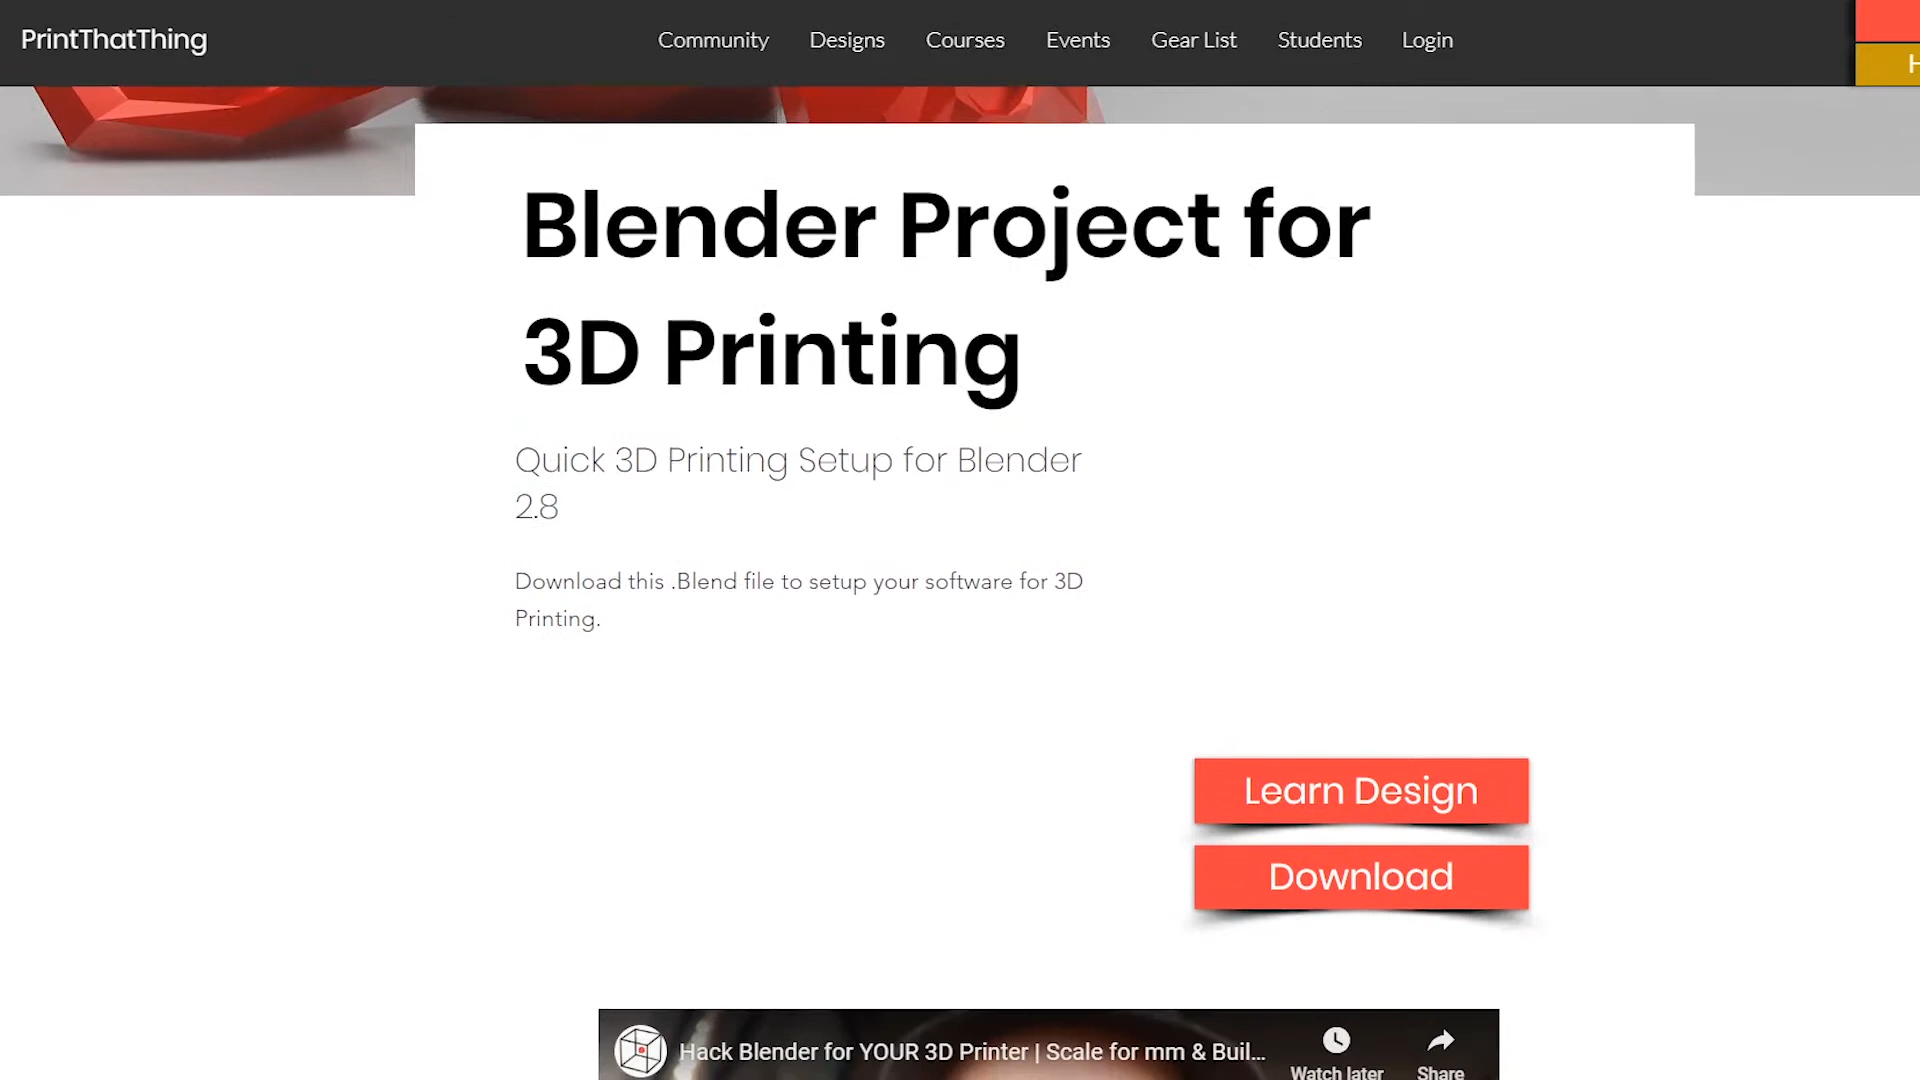 PrintThatThing
Community Designs Courses Events Gear List Students Login
H
Blender Project for
3D Printing
Quick 3D Printing Setup for Blender
2.8
Download this .Blend file to setup your software for 3D
Printing.
Learn Design
Download
Hack Blender for YOUR 3D Printer | Scale for mm & Buil...
Watch later Share